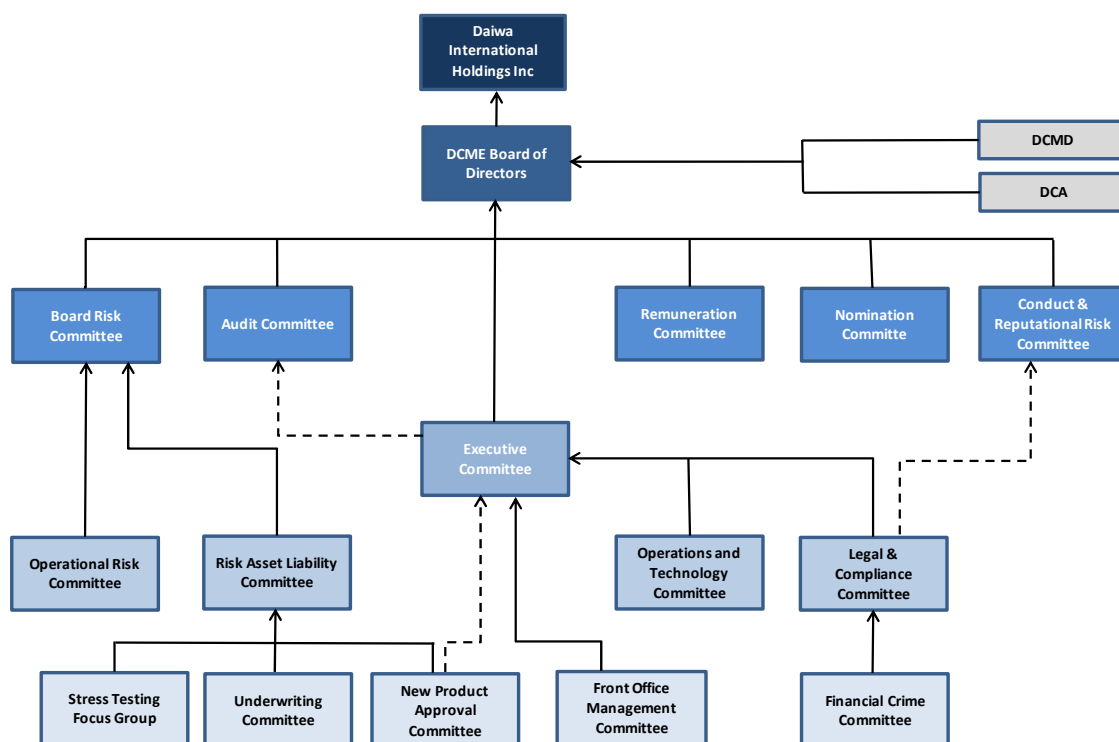 Daiwa
International
Holdings Inc
DCME Board of
Directors
DCMD
DCA
Board Risk
Committee
Audit Committee
Remuneration
Committee
Nomination
Committe
Conduct &
Reputational Risk
Committee
Executive
Committee
Operational Risk
Committee
Risk Asset Liability
Committee
Operations and
Technology
Committee
Legal &
Compliance
Committee
Stress Testing
Focus Group
Underwriting
Committee
New Product
Approval
Committee
Front Office
Management
Committee
Financial Crime
Committee